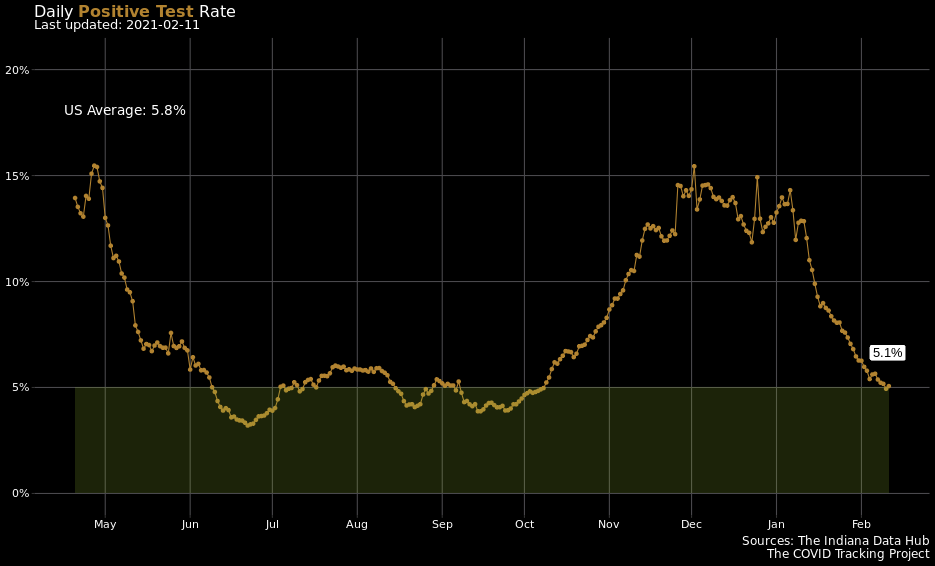 Daily Positive Test Rate
Last updated: 2021-02-11
20%
US Average: 5.8%
15%
10%
5.1%
5%
0%
May Jun Jul Aug Sep Oct Nov Dec Jan Feb
Sources: The Indiana Data Hub
The COVID Tracking Project